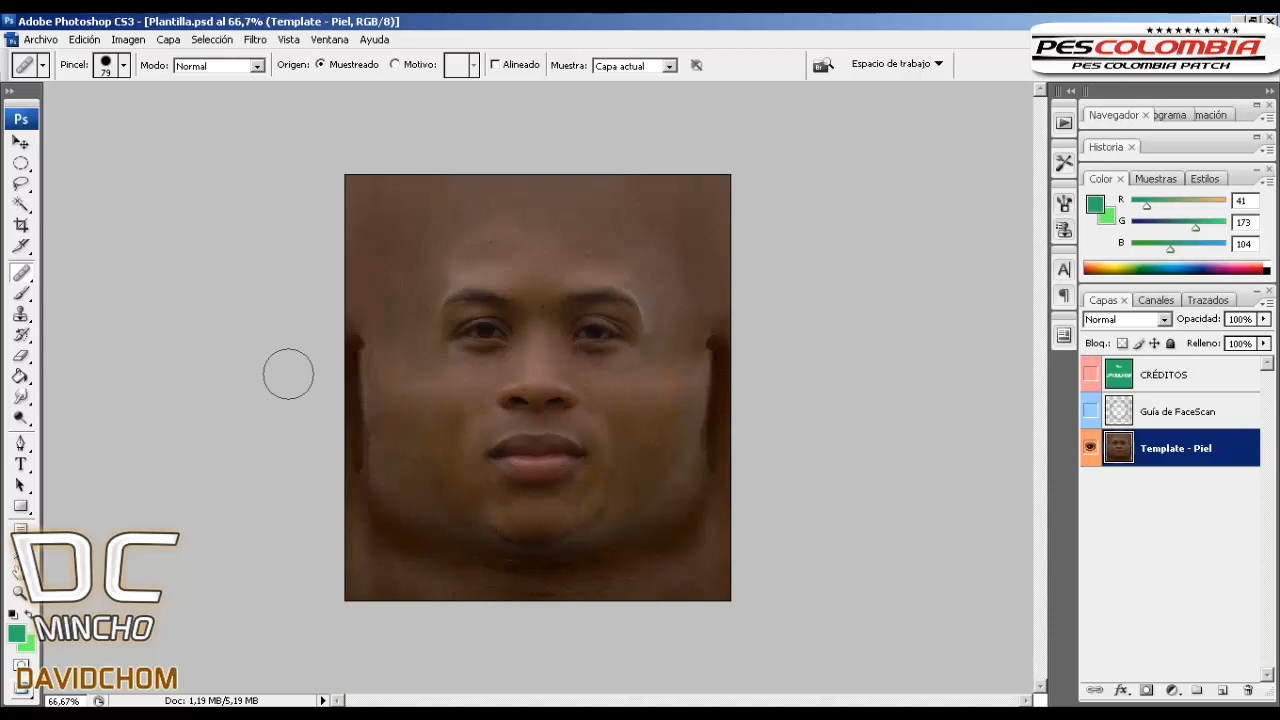 Adobe Photoshop CS3 - [Plantilla.psd al 66,7% (Template - Piel, RGB/8)]
Archivo Edición Imagen Capa Selección Filtro Vista Ventana Ayuda
PESCOLOMBIA
PES COLOMBIA PATCH
Pincel: 79 Modo: Normal Origen: Muestreado Motivo: Alineado Muestra: Capa actual Espacio de trabajo
Ps
Navegador ograma mación
Historia
Color Muestras Estilos
R 41
G 173
B 104
Capas Canales Trazados
Normal Opacidad: 100%
Bloq.: Relleno: 100%
CRÉDITOS
Guía de FaceScan
Template - Piel
DC
MINCHO
DAVIDCHOM
66,67% Doc: 1,19 MB/5,19 MB